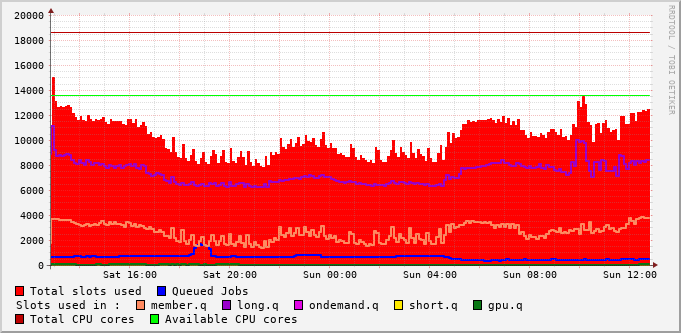 RRDTOOL / TOBI OETIKER
20000
18000
16000
14000
12000
10000
8000
6000
4000
2000
0
Sat 16:00 Sat 20:00 Sun 00:00 Sun 04:00 Sun 08:00 Sun 12:00
Total slots used Queued Jobs
Slots used in : member.q long.q ondemand.q short.q gpu.q
Total CPU cores Available CPU cores